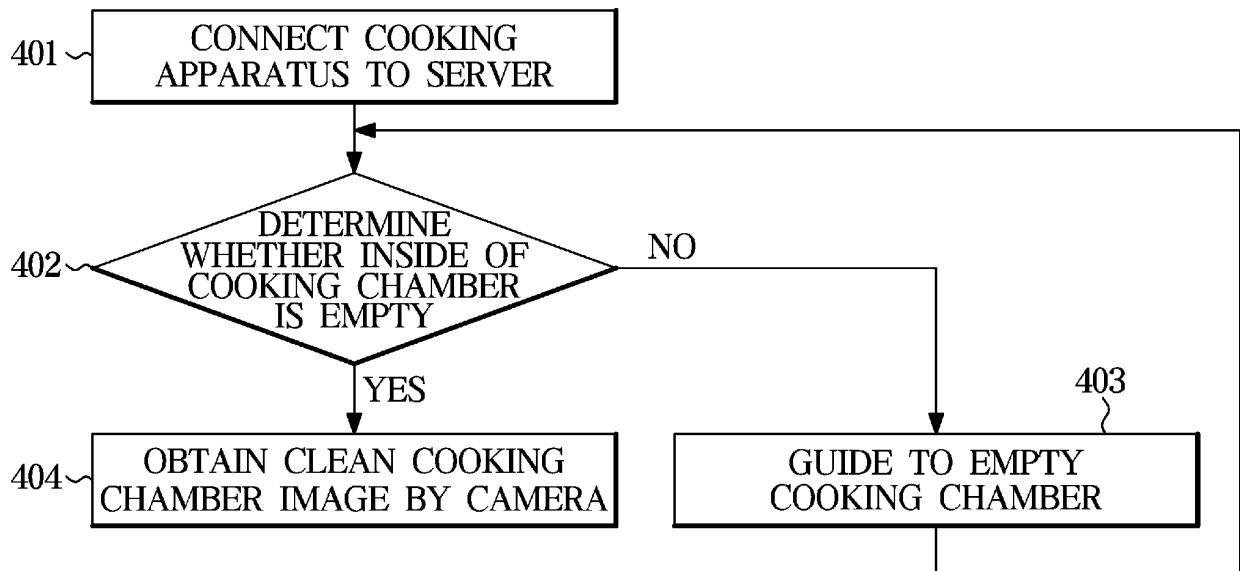 401
CONNECT COOKING
APPARATUS TO SERVER
402
DETERMINE
WHETHER INSIDE OF
COOKING CHAMBER
IS EMPTY
NO
YES
403
404
OBTAIN CLEAN COOKING
CHAMBER IMAGE BY CAMERA
GUIDE TO EMPTY
COOKING CHAMBER